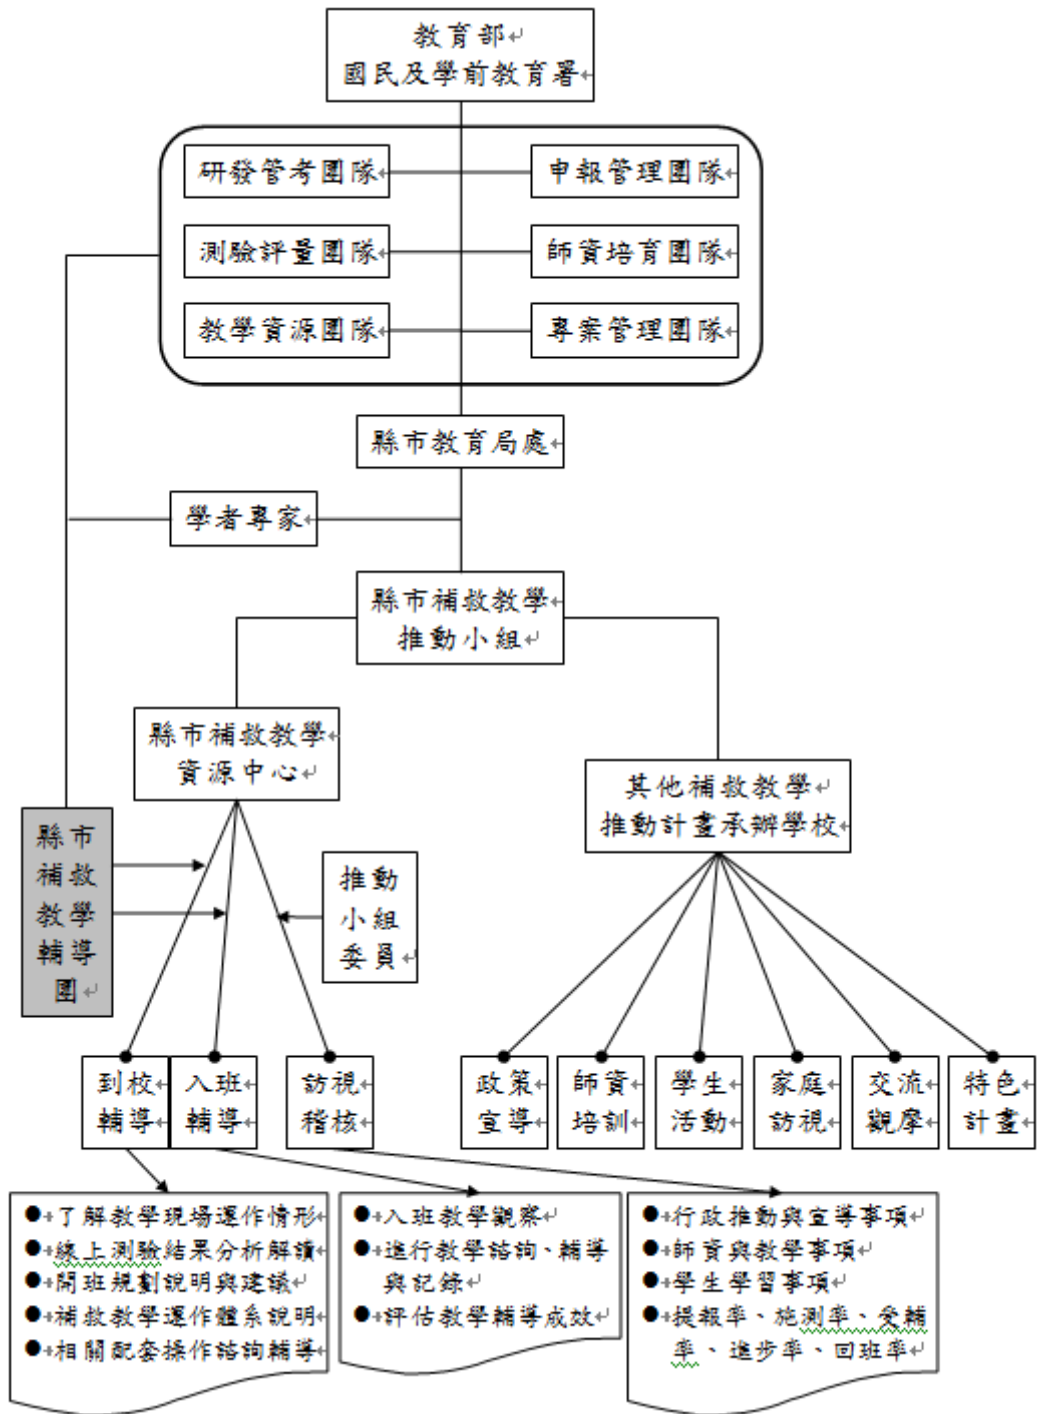 教育部
國民及學前教育署
研發管考團隊
申報管理團隊
測驗評量團隊
師資培育團隊
教學資源團隊
專案管理團隊
縣市教育局處
學者專家
縣市補救教學
推動小組
縣市補救教學
資源中心
其他補救教學
推動計畫承辦學校
縣市
補救
教學
輔導
團
推動
小組
委員
到校
輔導
入班
輔導
訪視
稽核
政策
宣導
師資
培訓
學生
活動
家庭
訪視
交流
觀摩
特色
計畫
●了解教學現場運作情形
●線上測驗結果分析解讀
●開班規劃說明與建議
●補救教學運作體系說明
●相關配套操作諮詢輔導
●入班教學觀察
●進行教學諮詢、輔導
與記錄
●評估教學輔導成效
●行政推動與宣導事項
●師資與教學事項
●學生學習事項
●提報率、施測率、受輔
率、進步率、回班率